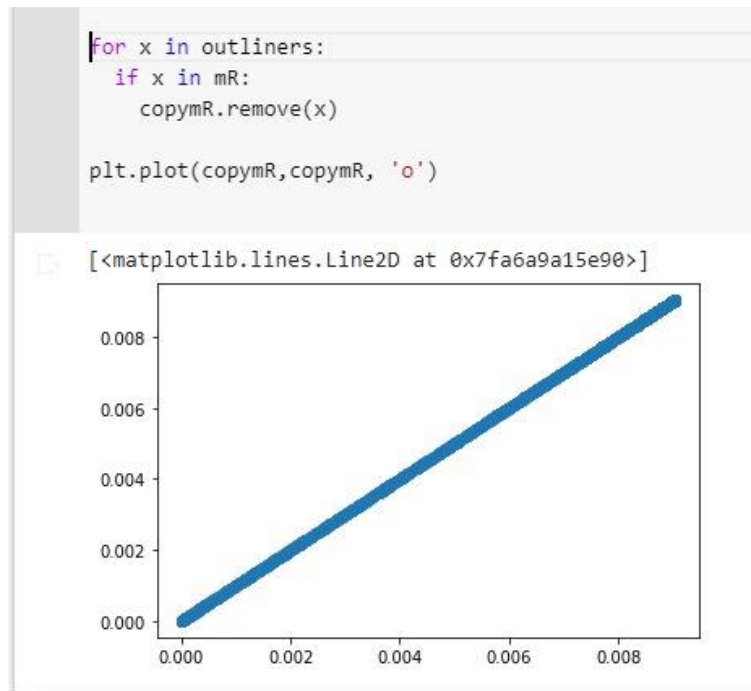 for x in outliners:
  if x in mR:
    copymR.remove(x)
plt.plot(copymR,copymR, 'o')
[<matplotlib.lines.Line2D at 0x7fa6a9a15e90>]
0.008
0.006
0.004
0.002
0.000
0.000 0.002 0.004 0.006 0.008